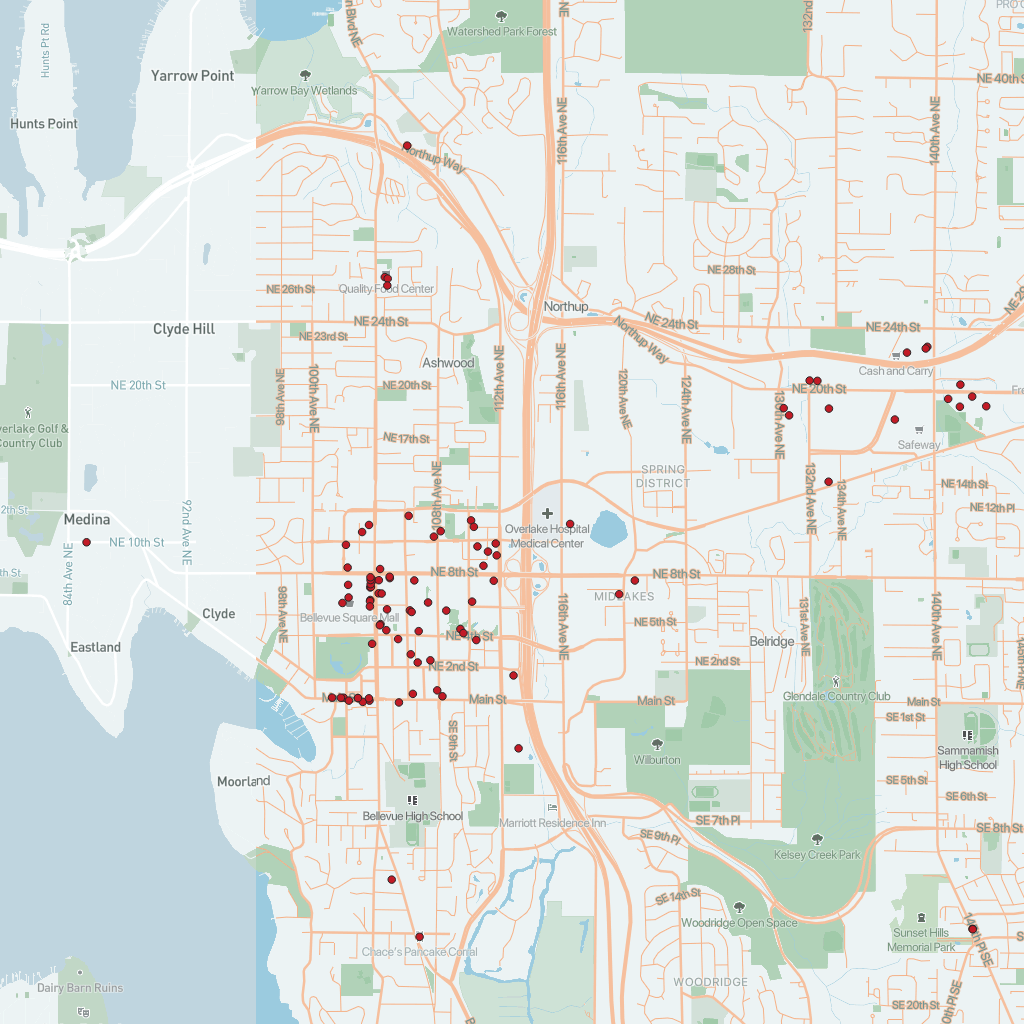 Hunts Pt Rd
Watershed Park Forest
132nd
PRO
NE 40th
Yarrow Point
Yarrow Bay Wetlands
Hunts Point
116th Ave NE
140th Ave NE
Northup Way
NE 28th St
Quality Food Center
NE 26th St
Northup
NE 24th St
NE 24th St
NE 24th St
Clyde Hill
NE 23rd St
Northup Way
Ashwood
Cash and Carry
NE 20th St
NE 20th St
NE 20th St
98th Ave NE
100th Ave NE
112th Ave NE
116th Ave NE
120th Ave NE
124th Ave NE
130th Ave NE
Overlake Golf &
Country Club
NE 17th St
Safeway
SPRING
DISTRICT
108th Ave NE
132nd Ave NE
134th Ave NE
NE 14th St
NE 12th Pl
Medina
92nd Ave NE
Overlake Hospital
Medical Center
NE 10th St
84th Ave NE
NE 8th St
NE 8th St
98th Ave NE
MIDLAKES
Clyde
Bellevue Square Mall
116th Ave NE
131st Ave NE
140th Ave NE
NE 5th St
NE 4th St
Eastland
Belridge
NE 2nd St
NE 2nd St
Glendale Country Club
Main St
Main St
Main St
SE 1st St
SE 9th St
Sammamish
High School
Wilburton
Moorland
SE 5th St
SE 6th St
Bellevue High School
Marriott Residence Inn
SE 7th Pl
SE 8th St
SE 9th Pl
Kelsey Creek Park
SE 14th St
Woodridge Open Space
Sunset Hills
Memorial Park
Chace's Pancake Corral
WOODRIDGE
Dairy Barn Ruins
SE 20th St